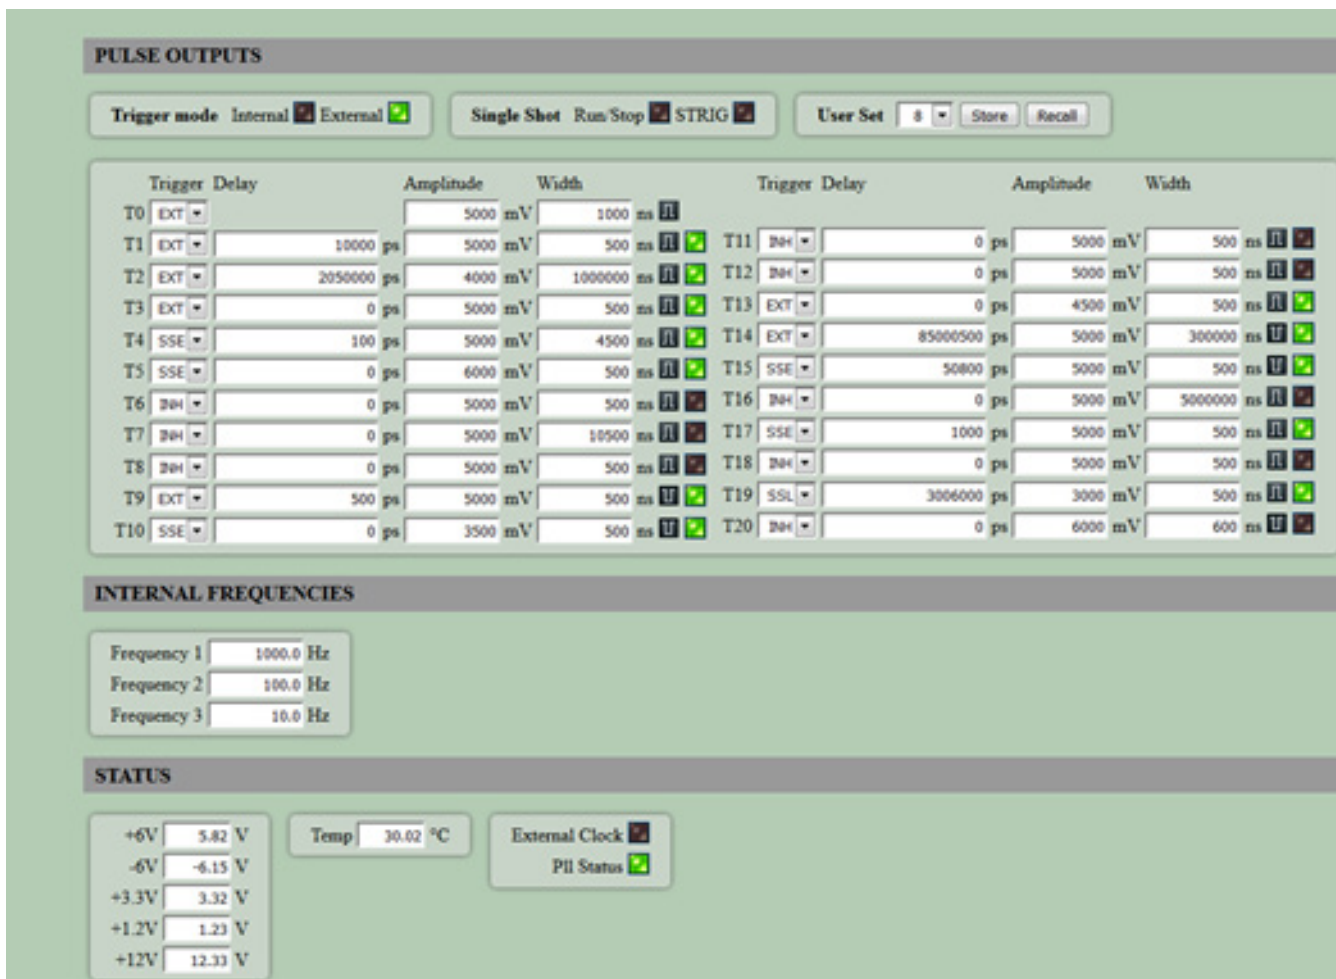 PULSE OUTPUTS
Trigger mode Internal External Single Shot Run/Stop STRIG User Set 8 Store Recall
Trigger Delay Amplitude Width Trigger Delay Amplitude Width
T0 EXT 5000 mV 1000 ns
T1 EXT 10000 ps 5000 mV 500 ns T11 INH 0 ps 5000 mV 500 ns
T2 EXT 2050000 ps 4000 mV 1000000 ns T12 INH 0 ps 5000 mV 500 ns
T3 EXT 0 ps 5000 mV 500 ns T13 EXT 0 ps 4500 mV 500 ns
T4 SSE 100 ps 5000 mV 4500 ns T14 EXT 85000500 ps 5000 mV 300000 ns
T5 SSE 0 ps 6000 mV 500 ns T15 SSE 50800 ps 5000 mV 500 ns
T6 INH 0 ps 5000 mV 500 ns T16 INH 0 ps 5000 mV 5000000 ns
T7 INH 0 ps 5000 mV 10500 ns T17 SSE 1000 ps 5000 mV 500 ns
T8 INH 0 ps 5000 mV 500 ns T18 INH 0 ps 5000 mV 500 ns
T9 EXT 500 ps 5000 mV 500 ns T19 SSL 3006000 ps 3000 mV 500 ns
T10 SSE 0 ps 3500 mV 500 ns T20 INH 0 ps 6000 mV 600 ns
INTERNAL FREQUENCIES
Frequency 1 1000.0 Hz
Frequency 2 100.0 Hz
Frequency 3 10.0 Hz
STATUS
+6V 5.82 V Temp 30.02 °C External Clock
-6V -6.15 V Pll Status
+3.3V 3.32 V
+1.2V 1.23 V
+12V 12.33 V